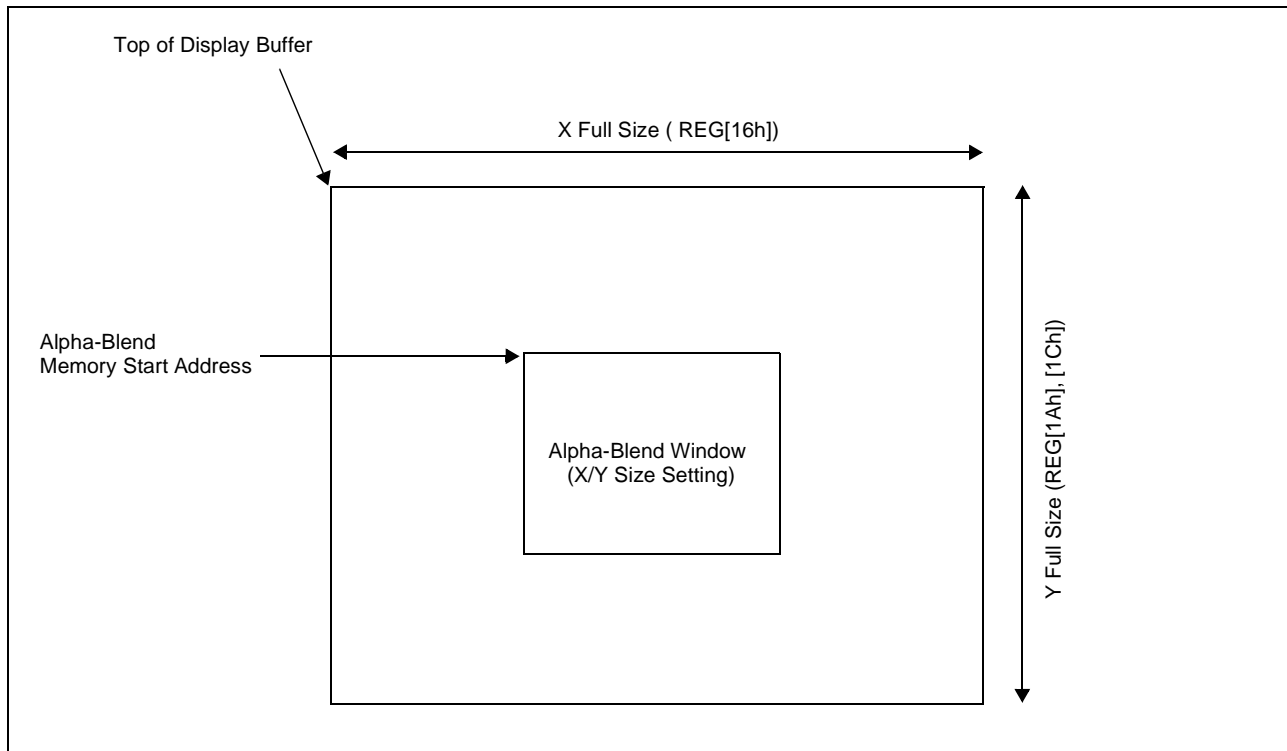 Top of Display Buffer
X Full Size ( REG[16h])
Alpha-Blend
Memory Start Address
Alpha-Blend Window
(X/Y Size Setting)
Y Full Size (REG[1Ah], [1Ch])